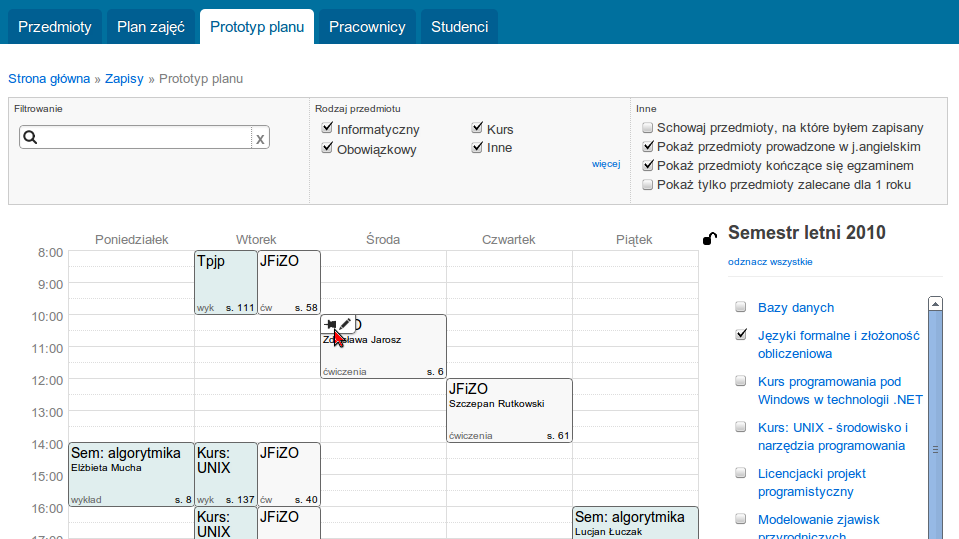 Przedmioty Plan zajęć Prototyp planu Pracownicy Studenci
Strona główna » Zapisy » Prototyp planu
Filtrowanie
x
Rodzaj przedmiotu
Informatyczny Kurs
Obowiązkowy Inne
więcej
Inne
Schowaj przedmioty, na które byłem zapisany
Pokaż przedmioty prowadzone w j.angielskim
Pokaż przedmioty kończące się egzaminem
Pokaż tylko przedmioty zalecane dla 1 roku
Poniedziałek Wtorek Środa Czwartek Piątek
8:00
9:00
10:00
11:00
12:00
13:00
14:00
15:00
16:00
17:00
Tpjp
wyk s. 111
JFiZO
ćw s. 58
Jarosz
ćwiczenia s. 6
JFiZO
Szczepan Rutkowski
ćwiczenia s. 61
Sem: algorytmika
Elżbieta Mucha
wykład s. 8
Kurs:
UNIX
wyk s. 137
JFiZO
ćw s. 40
Kurs:
UNIX
JFiZO
Sem: algorytmika
Lucjan Łuczak
Semestr letni 2010
odznacz wszystkie
Bazy danych
Języki formalne i złożoność
obliczeniowa
Kurs programowania pod
Windows w technologii .NET
Kurs: UNIX - środowisko i
narzędzia programowania
Licencjacki projekt
programistyczny
Modelowanie zjawisk
przyrodniczych